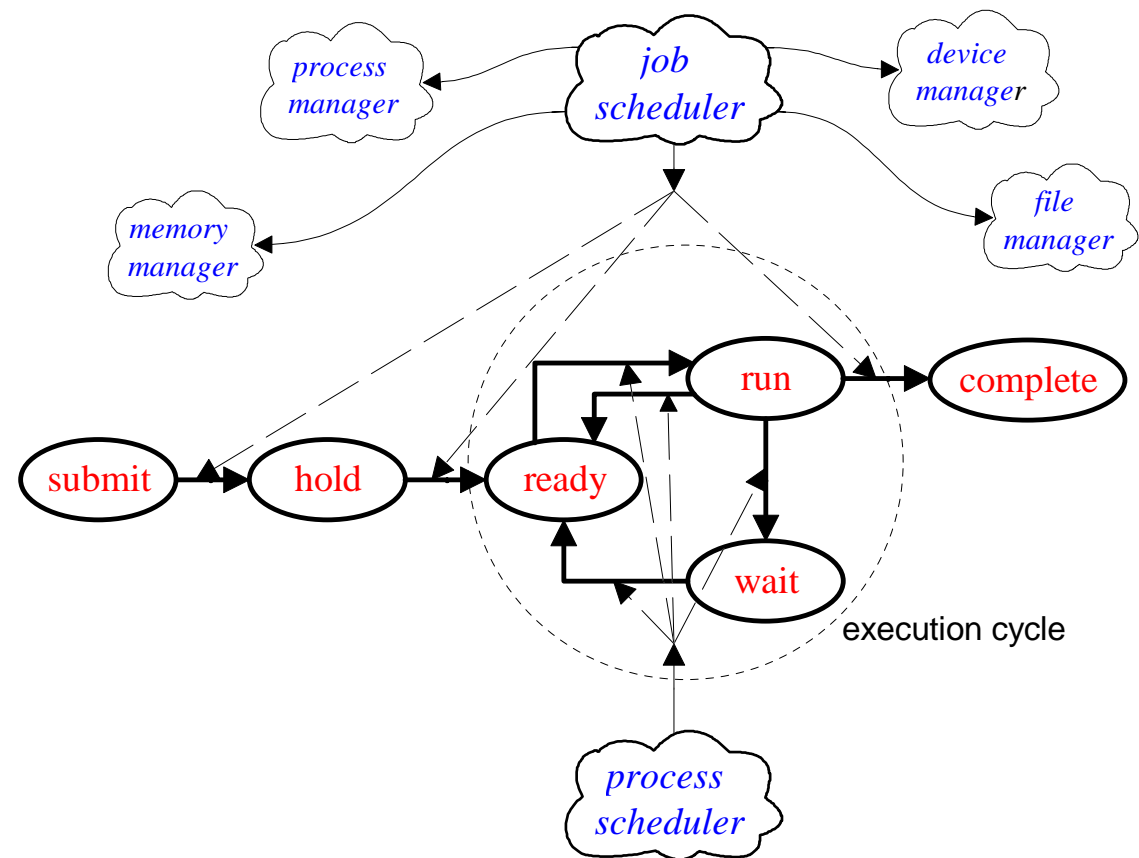 process
manager
job
scheduler
device
manager
memory
manager
file
manager
run
complete
submit
hold
ready
wait
execution cycle
process
scheduler